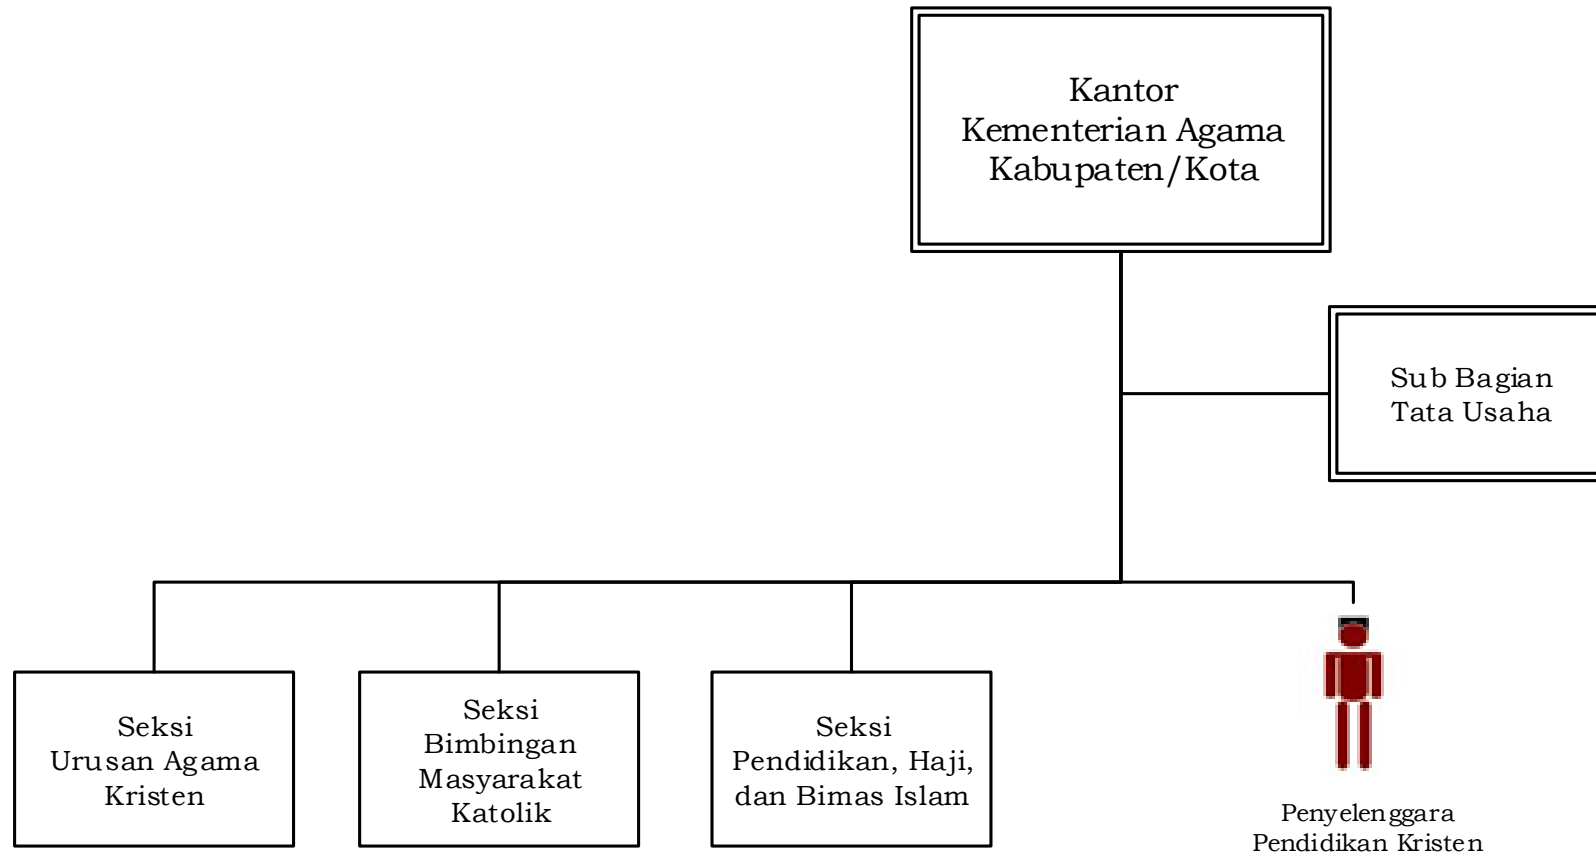 Kantor
Kementerian Agama
Kabupaten/Kota
Sub Bagian
Tata Usaha
Seksi
Urusan Agama
Kristen
Seksi
Bimbingan
Masyarakat
Katolik
Seksi
Pendidikan, Haji,
dan Bimas Islam
Penyelenggara
Pendidikan Kristen